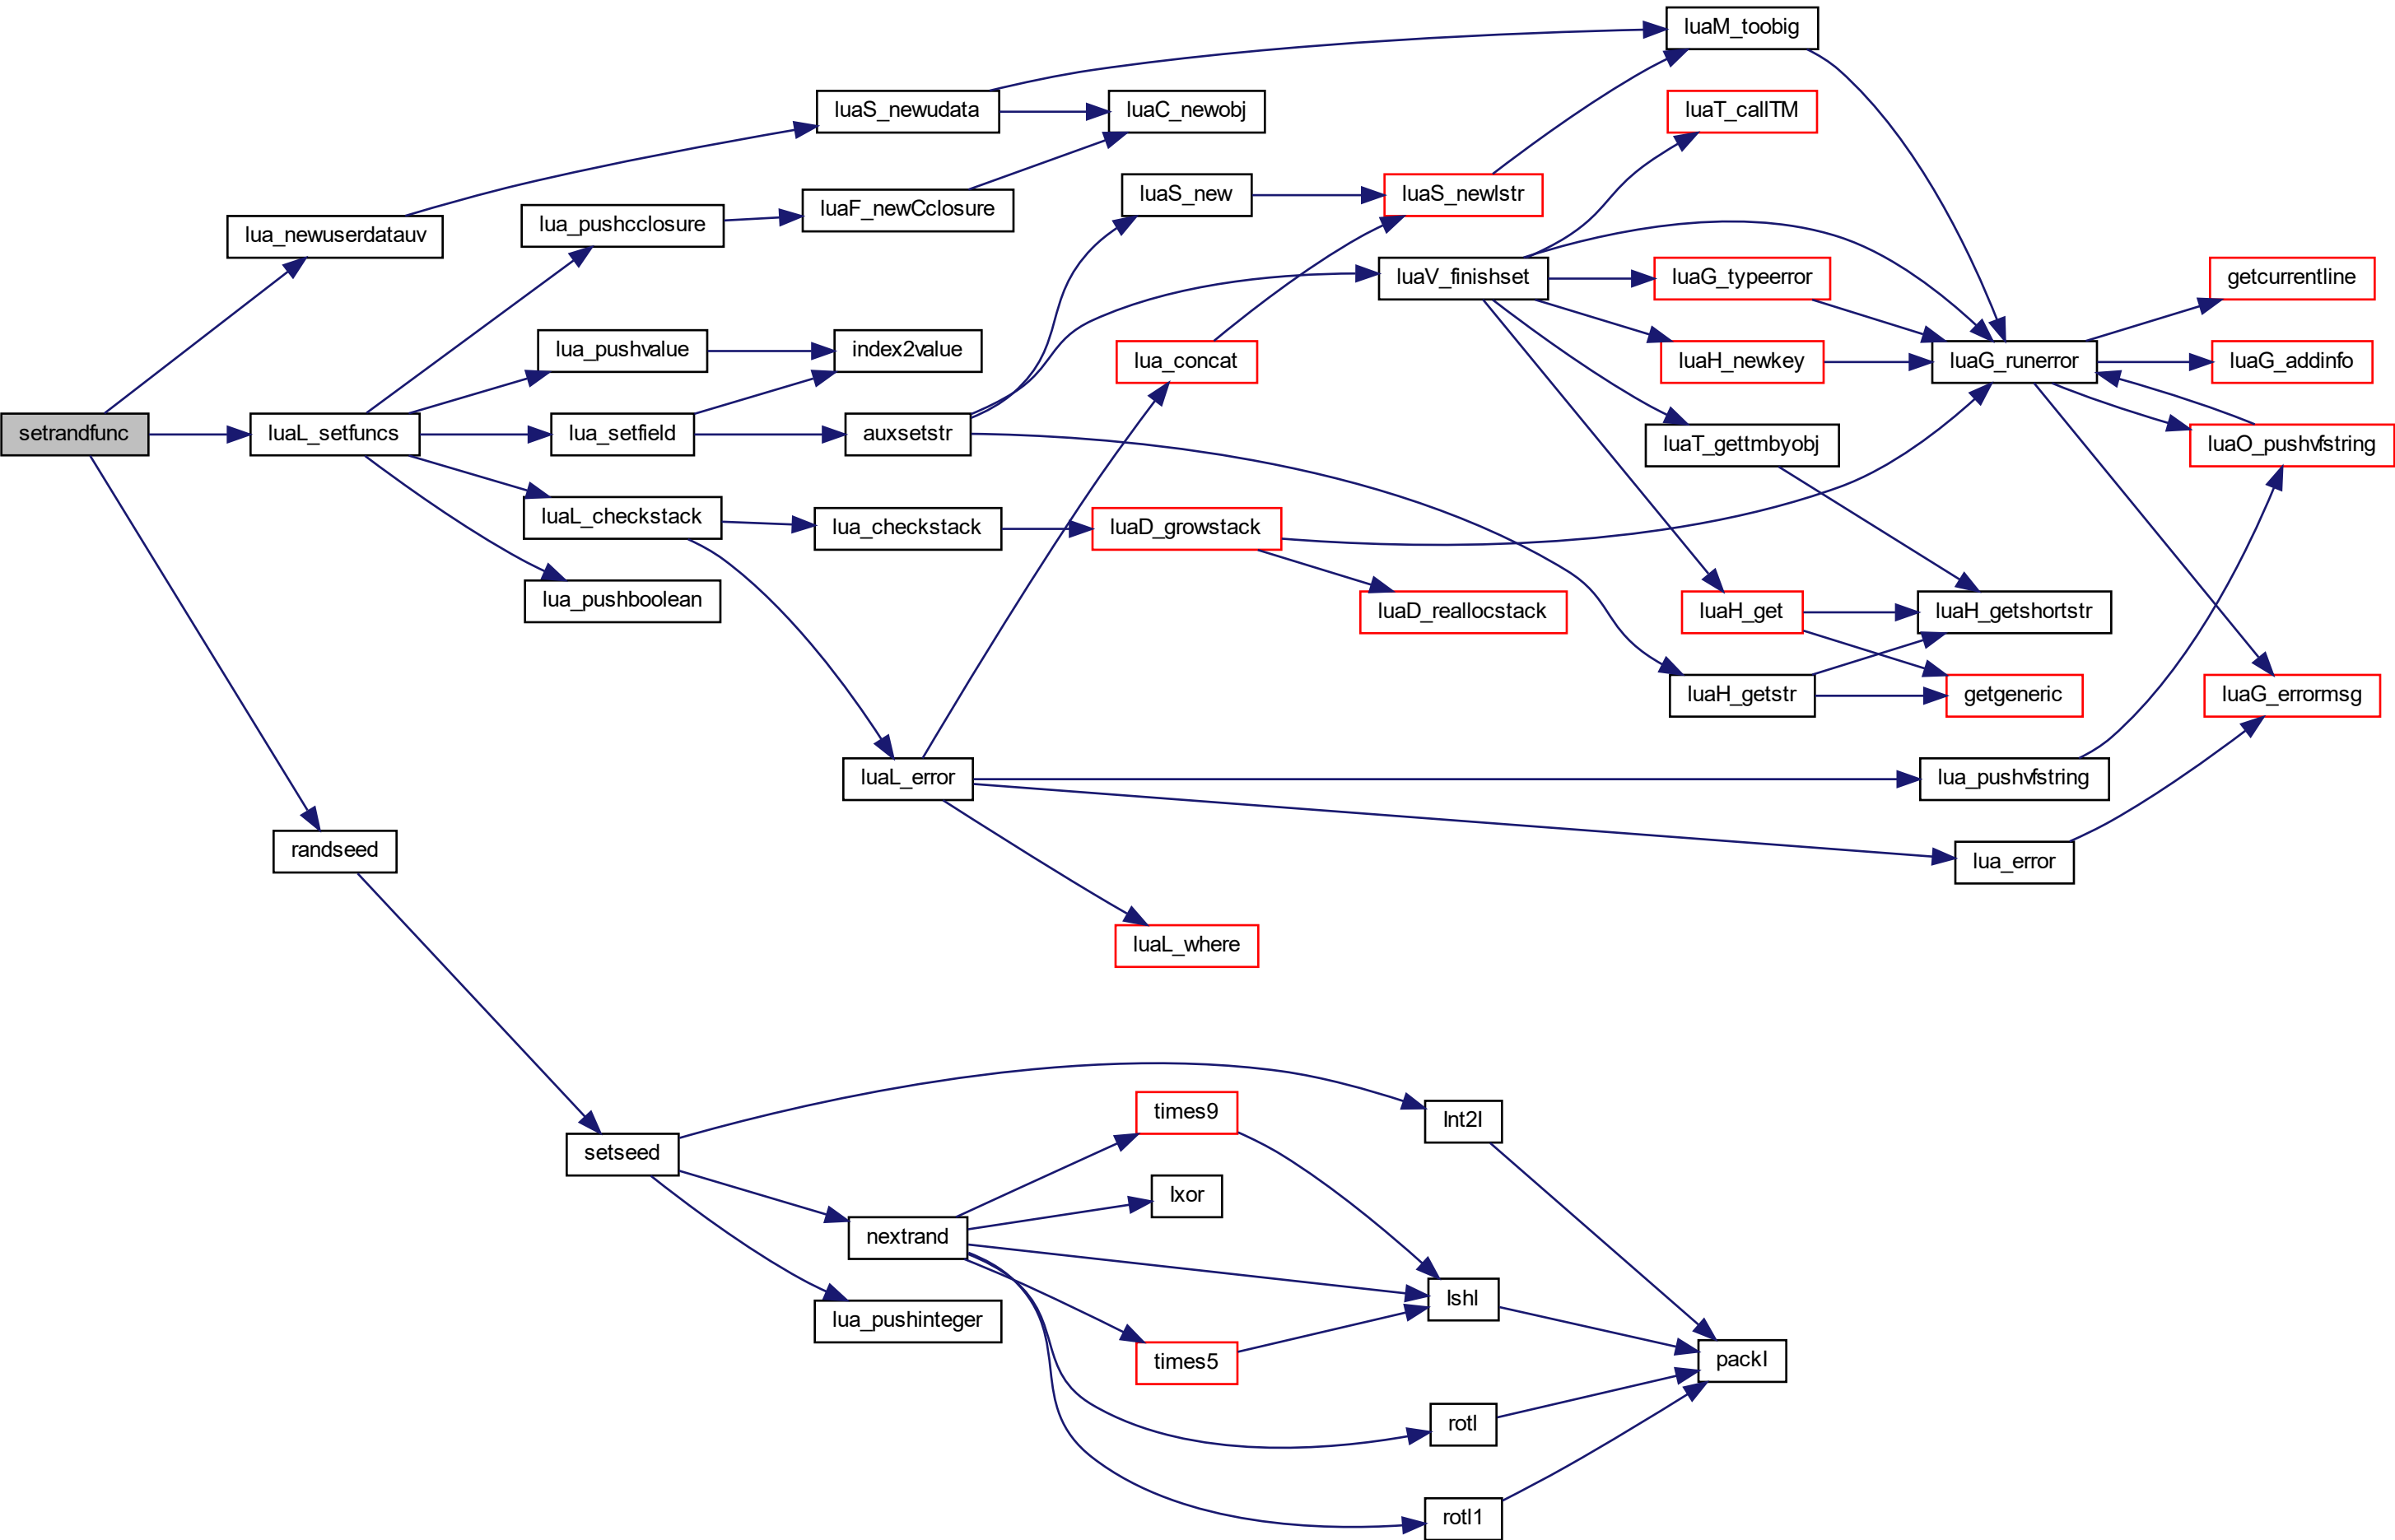 setrandfunc
lua_newuserdatauv
luaL_setfuncs
randseed
lua_pushcclosure
lua_pushvalue
lua_setfield
luaL_checkstack
lua_pushboolean
setseed
luaS_newudata
luaF_newCclosure
index2value
auxsetstr
lua_checkstack
luaL_error
nextrand
lua_pushinteger
luaC_newobj
luaS_new
lua_concat
luaD_growstack
luaL_where
times9
Ixor
times5
luaS_newlstr
luaV_finishset
luaD_reallocstack
Int2I
Ishl
rotl
rotl1
luaM_toobig
luaT_callTM
luaG_typeerror
luaH_newkey
luaT_gettmbyobj
luaH_get
luaH_getstr
packI
luaG_runerror
luaH_getshortstr
getgeneric
lua_pushvfstring
lua_error
getcurrentline
luaG_addinfo
luaO_pushvfstring
luaG_errormsg